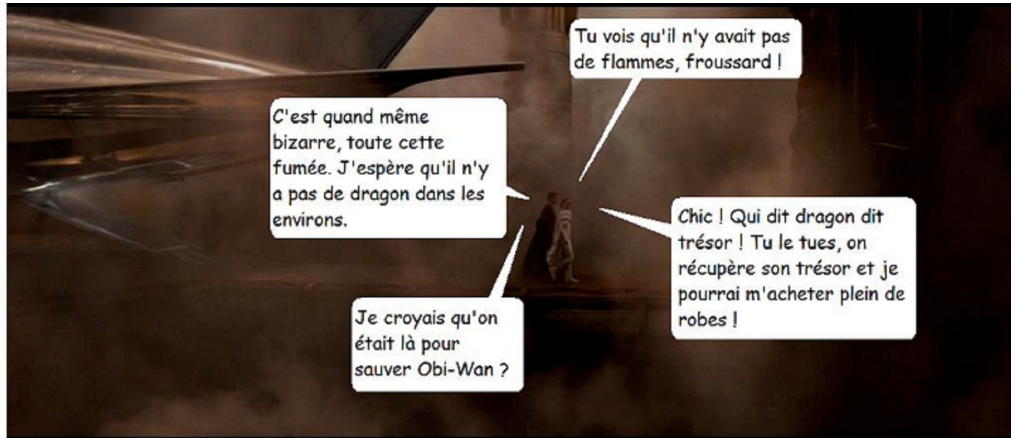 Tu vois qu'il n'y avait pas
de flammes, froussard !
C'est quand même
bizarre, toute cette
fumée. J'espère qu'il n'y
a pas de dragon dans les
environs.
Chic ! Qui dit dragon dit
trésor ! Tu le tues, on
récupère son trésor et je
pourrai m'acheter plein de
robes !
Je croyais qu'on
était là pour
sauver Obi-Wan ?